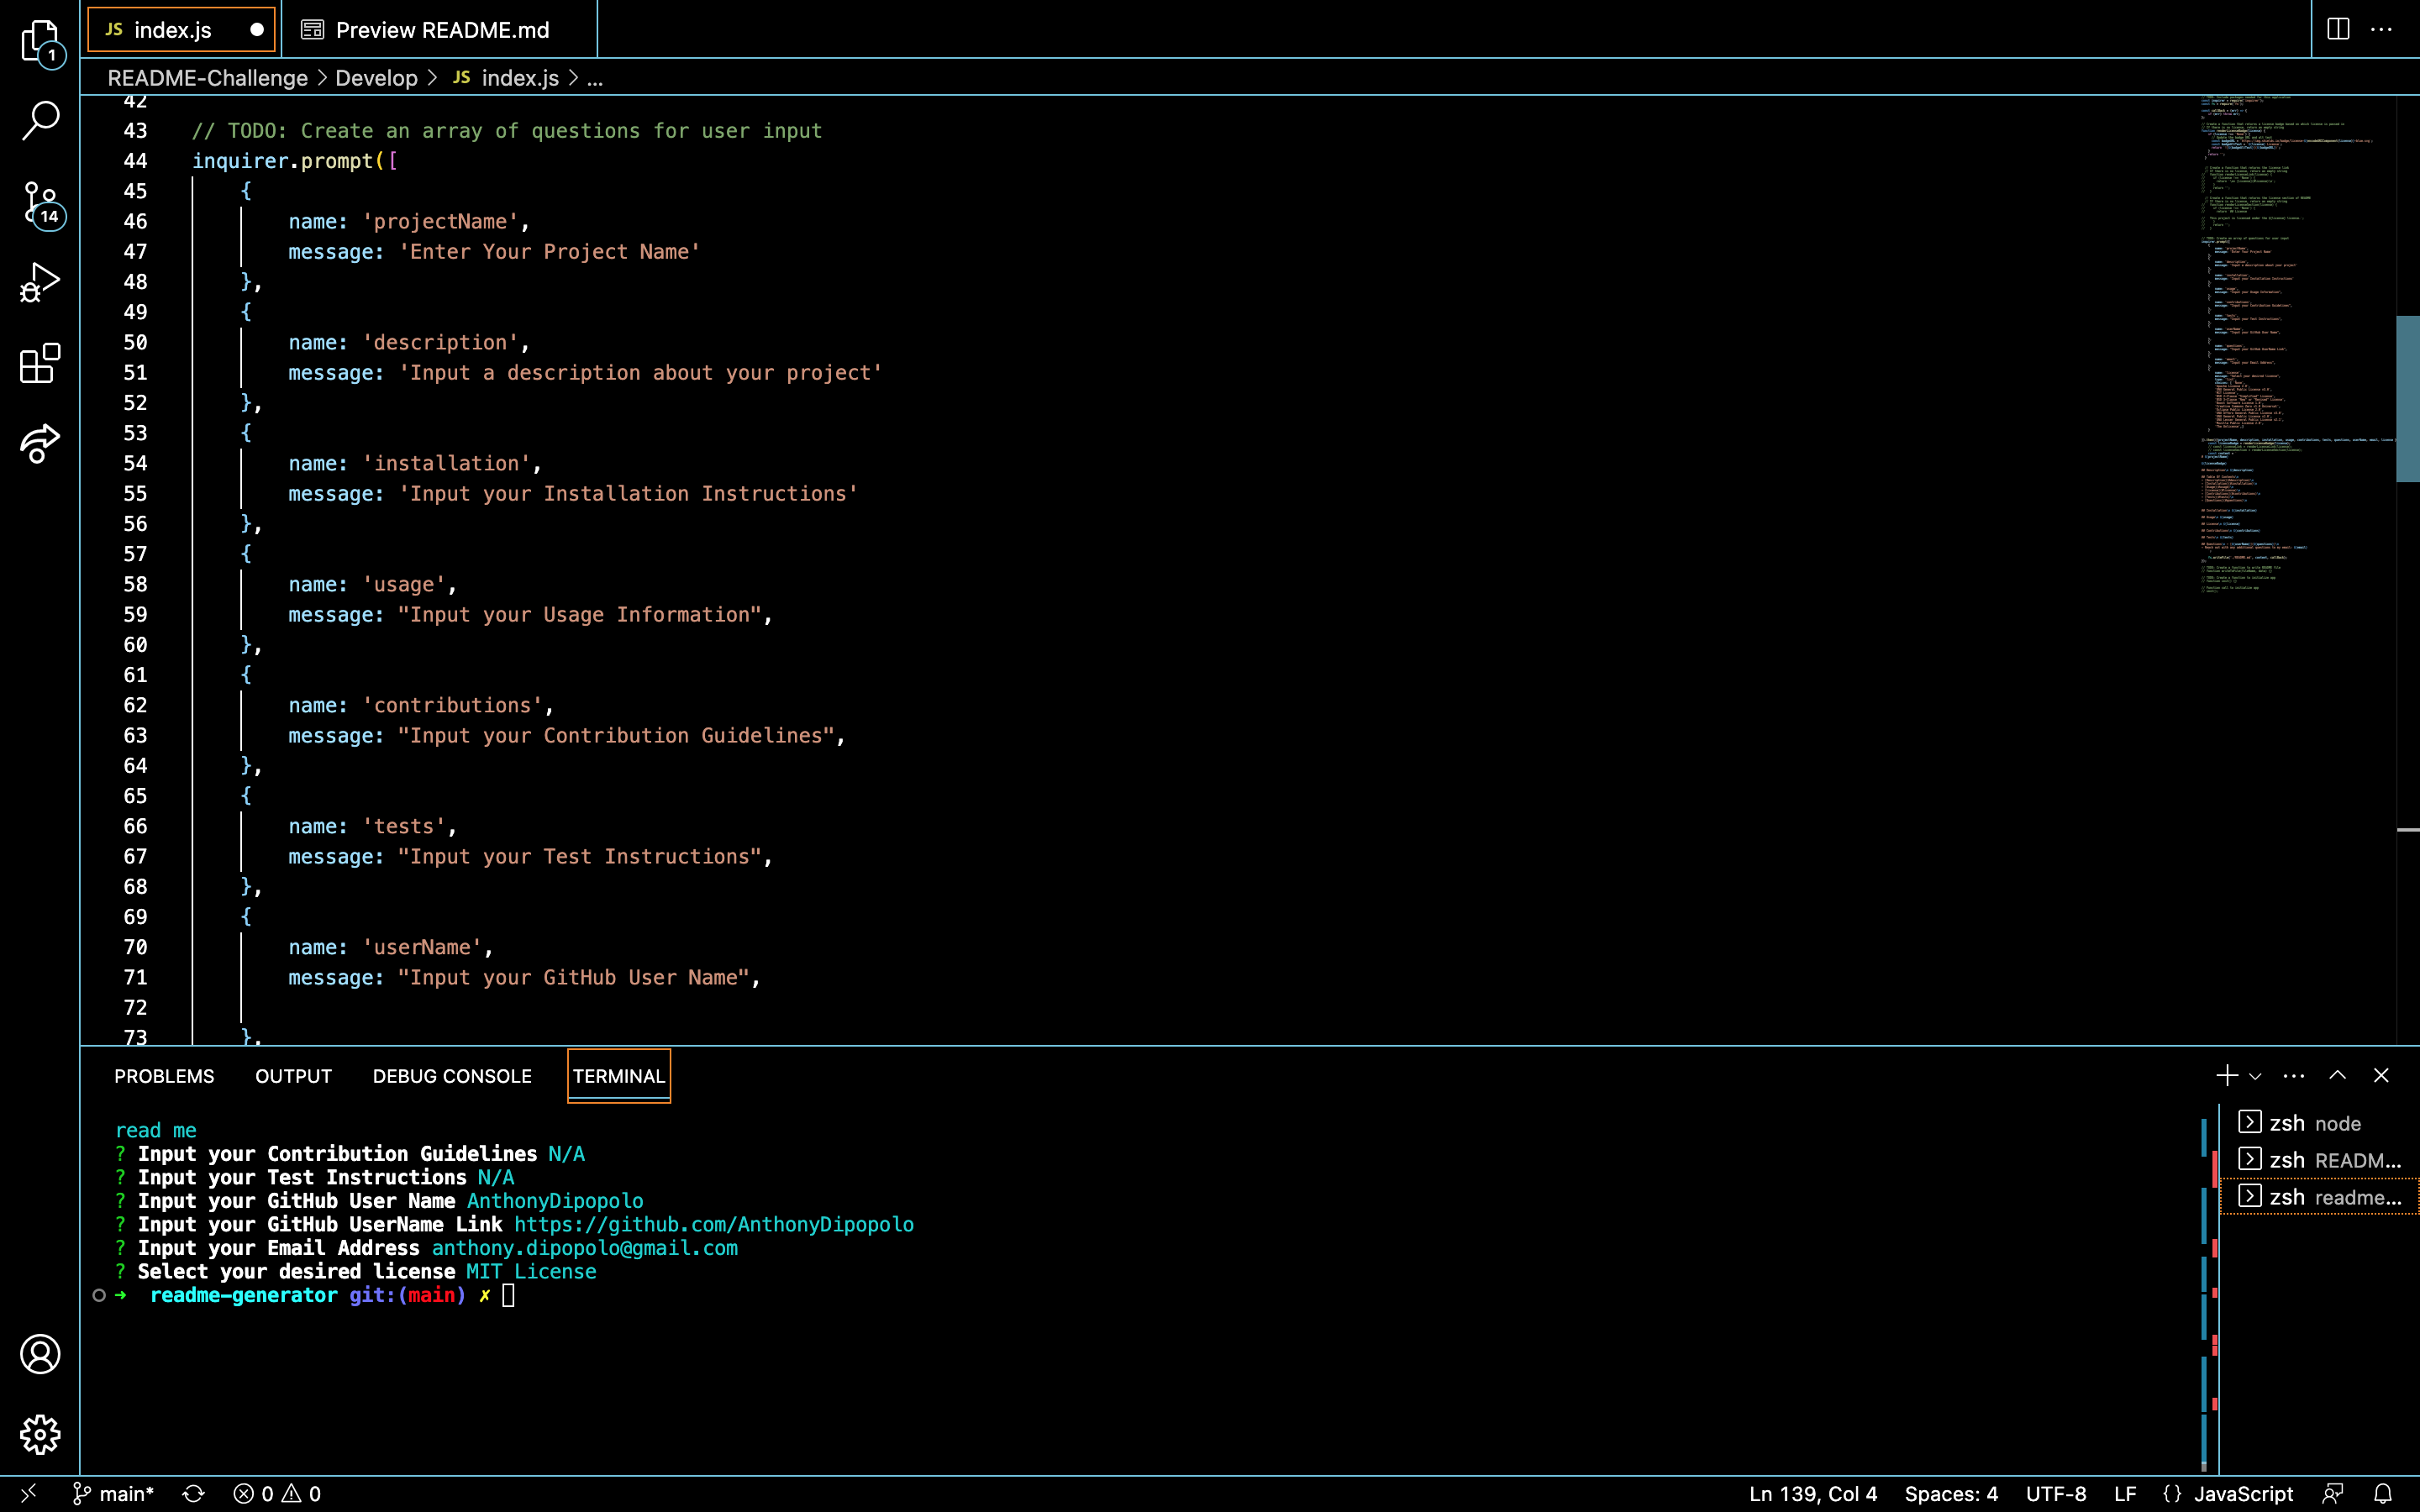 JS index.js
Preview README.md
1
README-Challenge > Develop > JS index.js > ...
42
43 // TODO: Create an array of questions for user input
44 inquirer.prompt([
45 {
46 name: 'projectName',
47 message: 'Enter Your Project Name'
48 },
49 {
50 name: 'description',
51 message: 'Input a description about your project'
52 },
53 {
54 name: 'installation',
55 message: 'Input your Installation Instructions'
56 },
57 {
58 name: 'usage',
59 message: "Input your Usage Information",
60 },
61 {
62 name: 'contributions',
63 message: "Input your Contribution Guidelines",
64 },
65 {
66 name: 'tests',
67 message: "Input your Test Instructions",
68 },
69 {
70 name: 'userName',
71 message: "Input your GitHub User Name",
72
73 },
14
PROBLEMS OUTPUT DEBUG CONSOLE TERMINAL
read me
? Input your Contribution Guidelines N/A
? Input your Test Instructions N/A
? Input your GitHub User Name AnthonyDipopolo
? Input your GitHub UserName Link https://github.com/AnthonyDipopolo
? Input your Email Address anthony.dipopolo@gmail.com
? Select your desired license MIT License
➜ readme-generator git:(main) ✗
zsh node
zsh READM...
zsh readme...
main* 0 0
Ln 139, Col 4 Spaces: 4 UTF-8 LF {} JavaScript